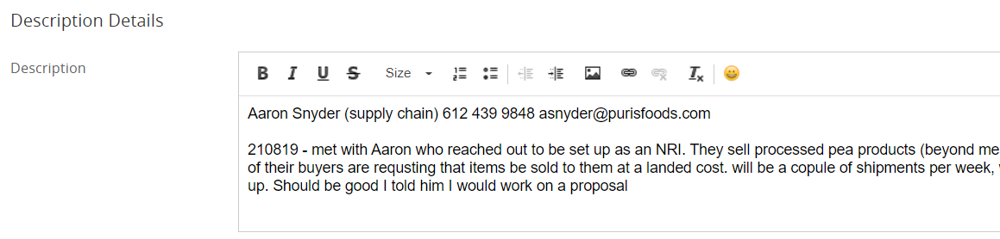 Description Details
Description
B I U S Size
Aaron Snyder (supply chain) 612 439 9848 asnyder@purisfoods.com
210819 - met with Aaron who reached out to be set up as an NRI. They sell processed pea products (beyond me
of their buyers are requsting that items be sold to them at a landed cost. will be a copule of shipments per week,
up. Should be good I told him I would work on a proposal